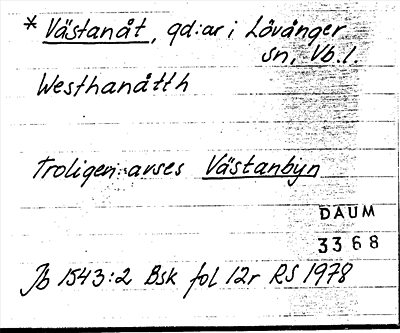 * Västanåt, gd:ar i Lövånger
sn, Vb.l.
Westhanåtth
Troligen avses Västanbyn
DAUM
3368
Jb 1543:2 Bsk fol 12r RS 1978